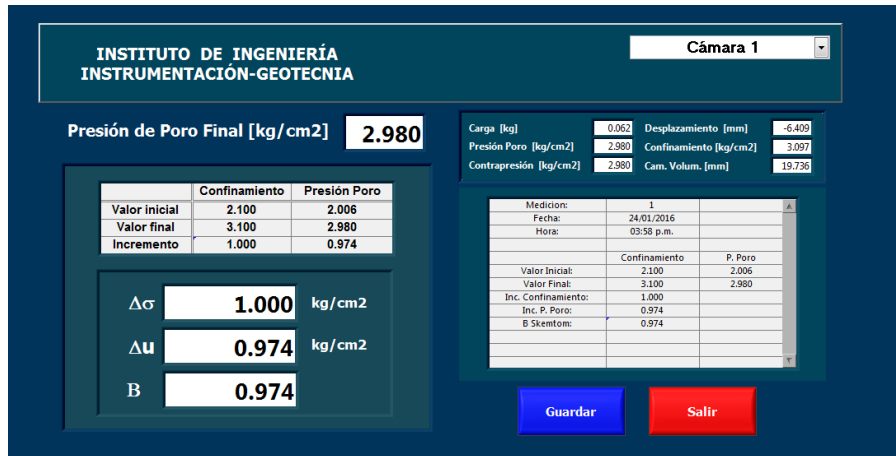 INSTITUTO DE INGENIERÍA
INSTRUMENTACIÓN-GEOTECNIA
Cámara 1
Presión de Poro Final [kg/cm2] 2.980
Carga [kg] 0.062 Desplazamiento [mm] -6.409
Presión Poro [kg/cm2] 2.980 Confinamiento [kg/cm2] 3.097
Contrapresión [kg/cm2] 2.980 Cam. Volum. [mm] 19.736
Confinamiento Presión Poro
Valor inicial 2.100 2.006
Valor final 3.100 2.980
Incremento 1.000 0.974
Δσ 1.000 kg/cm2
Δu 0.974 kg/cm2
B 0.974
Medicion: 1
Fecha: 24/01/2016
Hora: 03:58 p.m.
Confinamiento P. Poro
Valor Inicial: 2.100 2.006
Valor Final: 3.100 2.980
Inc. Confinamiento: 1.000
Inc. P. Poro: 0.974
B Skemtom: 0.974
Guardar Salir